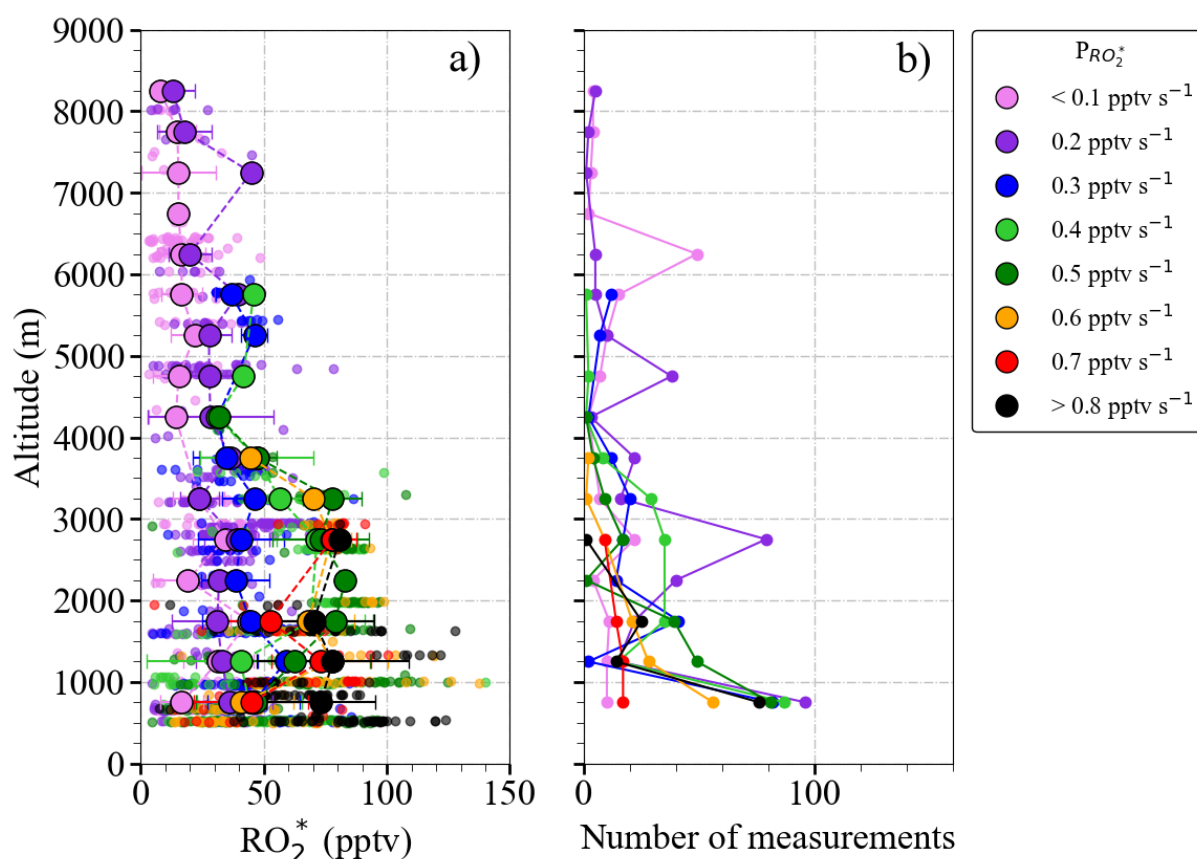 9000
8000
7000
6000
5000
4000
3000
2000
1000
0
Altitude (m)
a)
0 50 100 150
RO₂* (pptv)
b)
0 100
Number of measurements
P_{RO₂*}
< 0.1 pptv s⁻¹
0.2 pptv s⁻¹
0.3 pptv s⁻¹
0.4 pptv s⁻¹
0.5 pptv s⁻¹
0.6 pptv s⁻¹
0.7 pptv s⁻¹
> 0.8 pptv s⁻¹